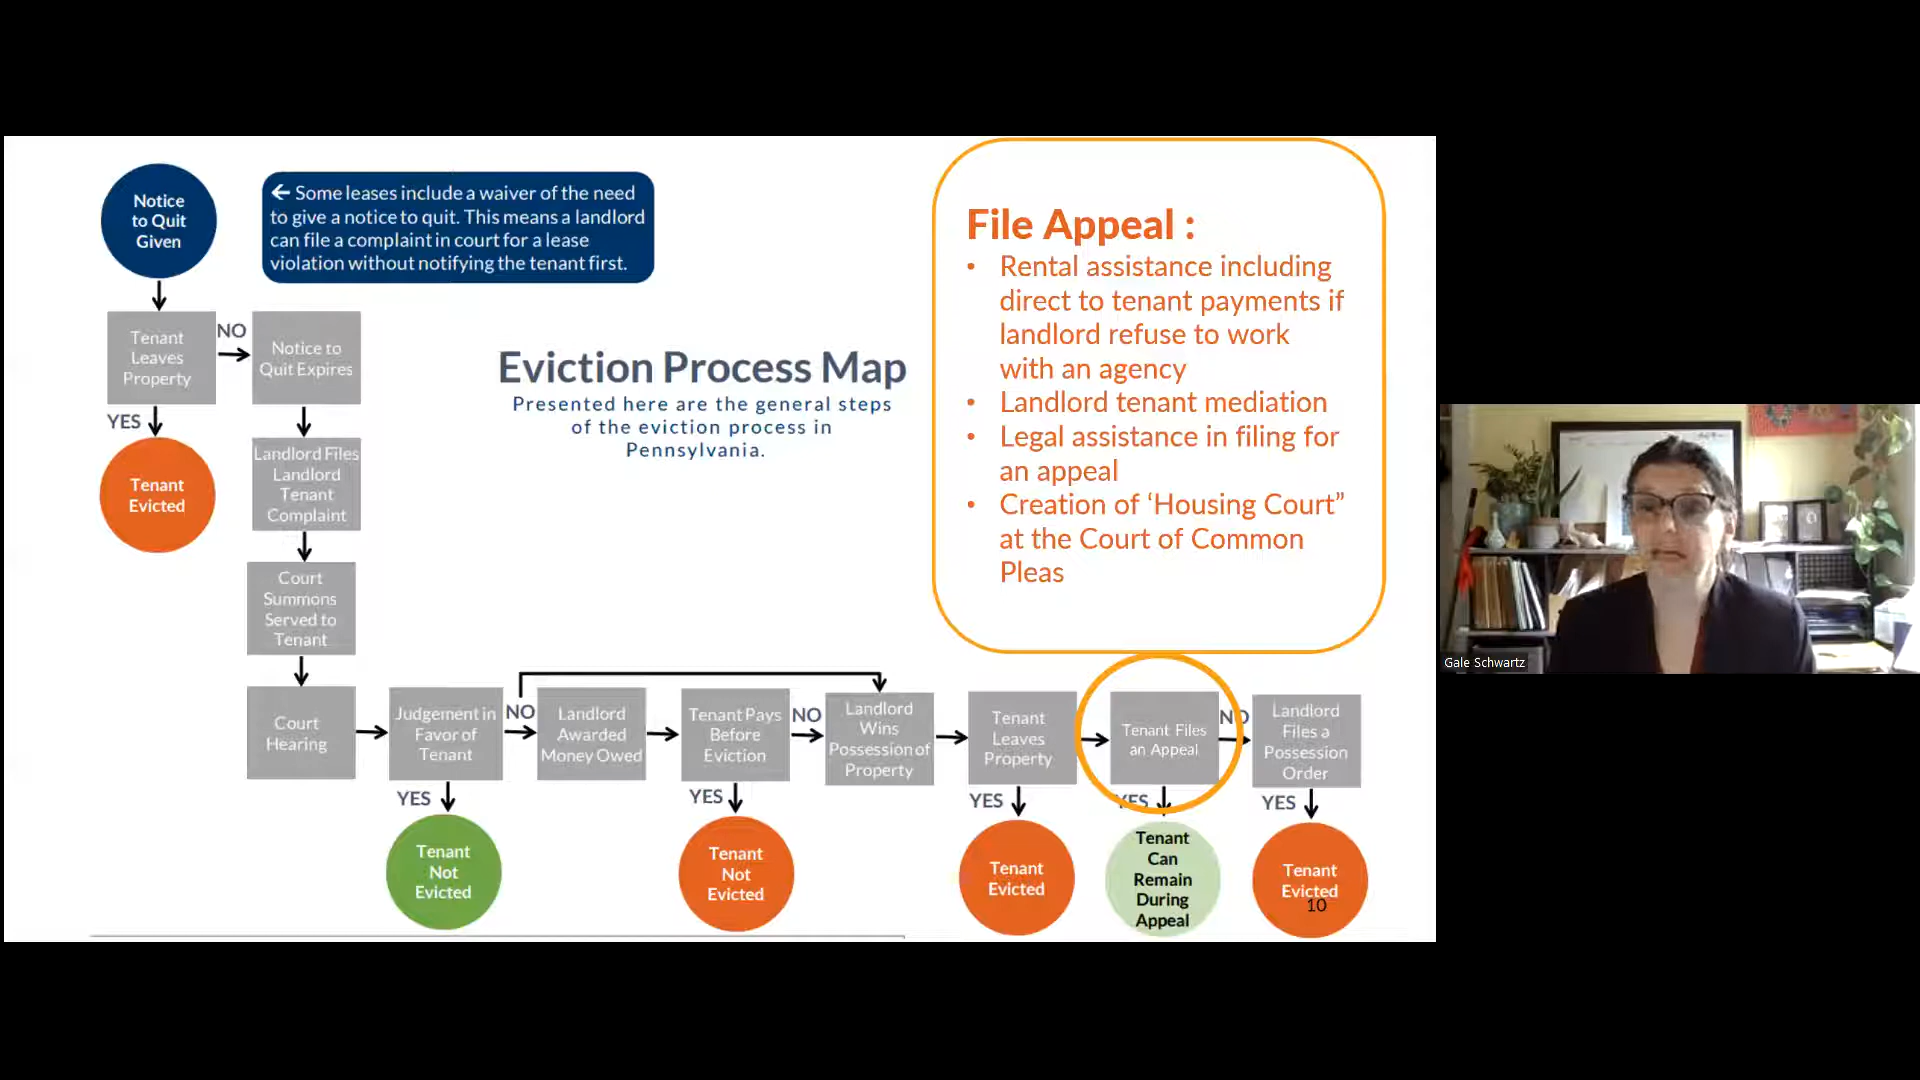 Notice
to Quit
Given
← Some leases include a waiver of the need
to give a notice to quit. This means a landlord
can file a complaint in court for a lease
violation without notifying the tenant first.
Tenant
Leaves
Property
NO
Notice to
Quit Expires
YES
Tenant
Evicted
Landlord Files
Landlord
Tenant
Complaint
Court
Summons
Served to
Tenant
Eviction Process Map
Presented here are the general steps
of the eviction process in
Pennsylvania.
File Appeal :
• Rental assistance including
direct to tenant payments if
landlord refuse to work
with an agency
• Landlord tenant mediation
• Legal assistance in filing for
an appeal
• Creation of ‘Housing Court”
at the Court of Common
Pleas
Court
Hearing
Judgement in
Favor of
Tenant
NO
Landlord
Awarded
Money Owed
Tenant Pays
Before
Eviction
NO
Landlord
Wins
Possession of
Property
Tenant
Leaves
Property
Tenant Files
an Appeal
NO
Landlord
Files a
Possession
Order
YES
Tenant
Not
Evicted
YES
Tenant
Not
Evicted
YES
Tenant
Evicted
YES
Tenant
Can
Remain
During
Appeal
YES
Tenant
Evicted
10
Gale Schwartz